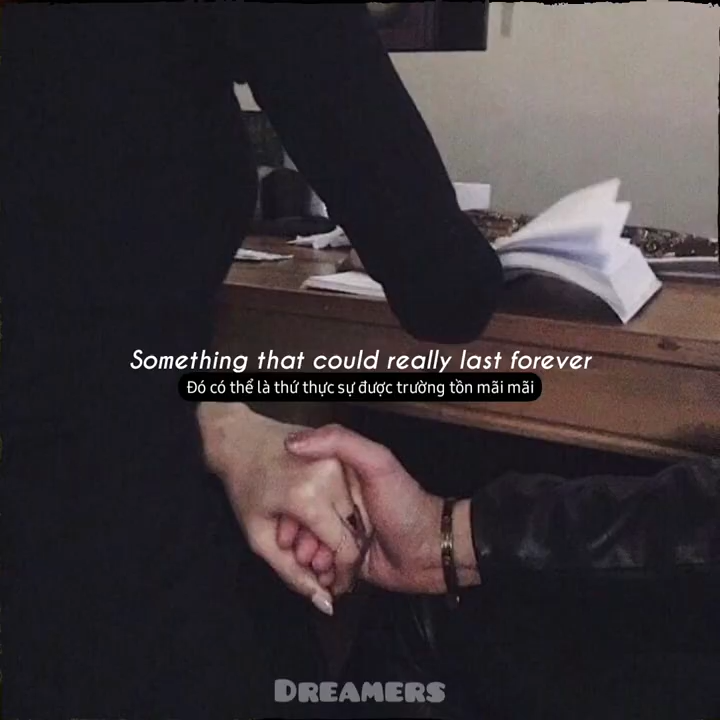 Something that could really last forever
Đó có thể là thứ thực sự được trường tồn mãi mãi
DREAMERS